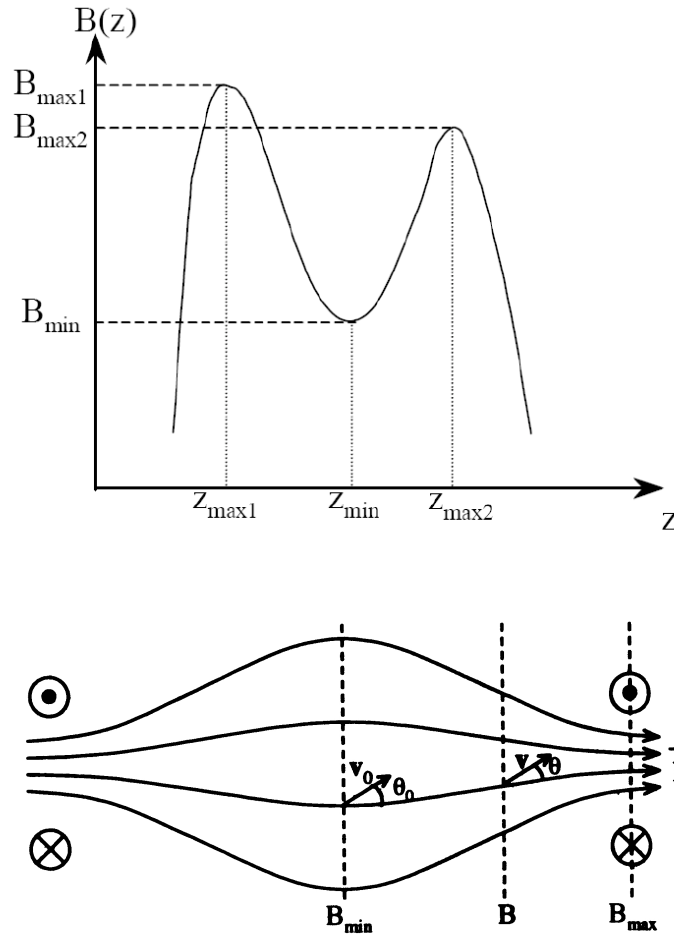 B(z)
B_max1
B_max2
B_min
z_max1 z_min z_max2
z
v_0 θ_0 v θ
B_min B B_max